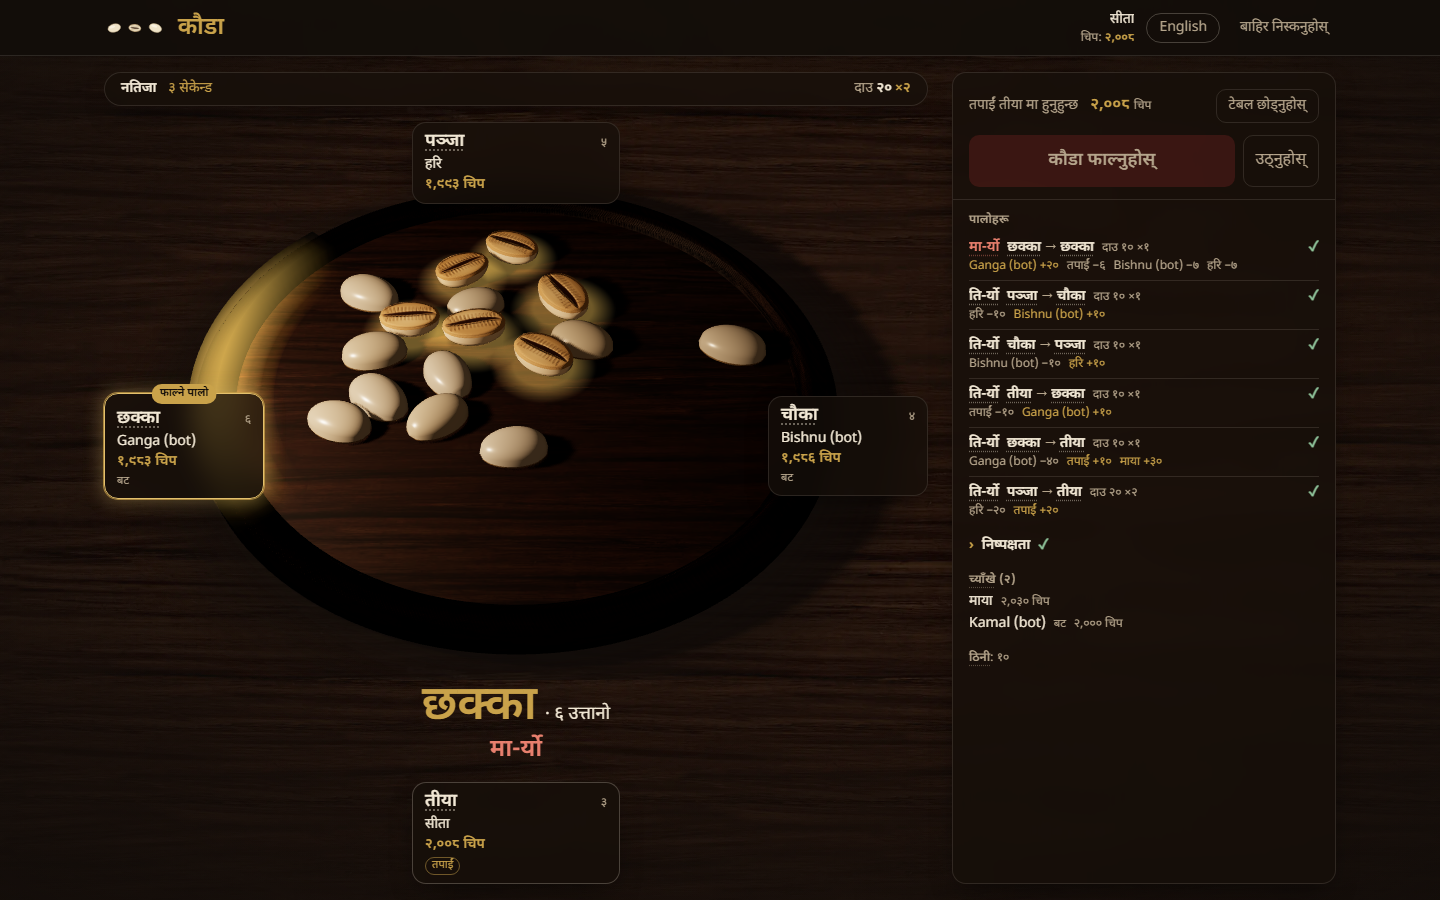 कौडा
सीता
चिप: २,००८
English
बाहिर निस्कनुहोस्
नतिजा ३ सेकेन्ड
दाउ २० ×२
पञ्जा ५
हरि
१,९९३ चिप
फाल्ने पालो
छक्का ६
Ganga (bot)
१,९८३ चिप
बट
चौका ४
Bishnu (bot)
१,९८६ चिप
बट
छक्का · ६ उत्तानो
मा-र्यो
तीया ३
सीता
२,००८ चिप
तपाईं
तपाईं तीया मा हुनुहुन्छ २,००८ चिप
टेबल छोड्नुहोस्
कौडा फाल्नुहोस्
उठ्नुहोस्
पालोहरू
मा-र्यो छक्का → छक्का दाउ १० ×१ ✓
Ganga (bot) +२० तपाईं −६ Bishnu (bot) −७ हरि −७
ति-र्यो पञ्जा → चौका दाउ १० ×१ ✓
हरि −१० Bishnu (bot) +१०
ति-र्यो चौका → पञ्जा दाउ १० ×१ ✓
Bishnu (bot) −१० हरि +१०
ति-र्यो तीया → छक्का दाउ १० ×१ ✓
तपाईं −१० Ganga (bot) +१०
ति-र्यो छक्का → तीया दाउ १० ×१ ✓
Ganga (bot) −४० तपाईं +१० माया +३०
ति-र्यो पञ्जा → तीया दाउ २० ×२ ✓
हरि −२० तपाईं +२०
› निष्पक्षता ✓
च्याँखे (२)
माया २,०३० चिप
Kamal (bot) बट २,००० चिप
ठिनी: १०